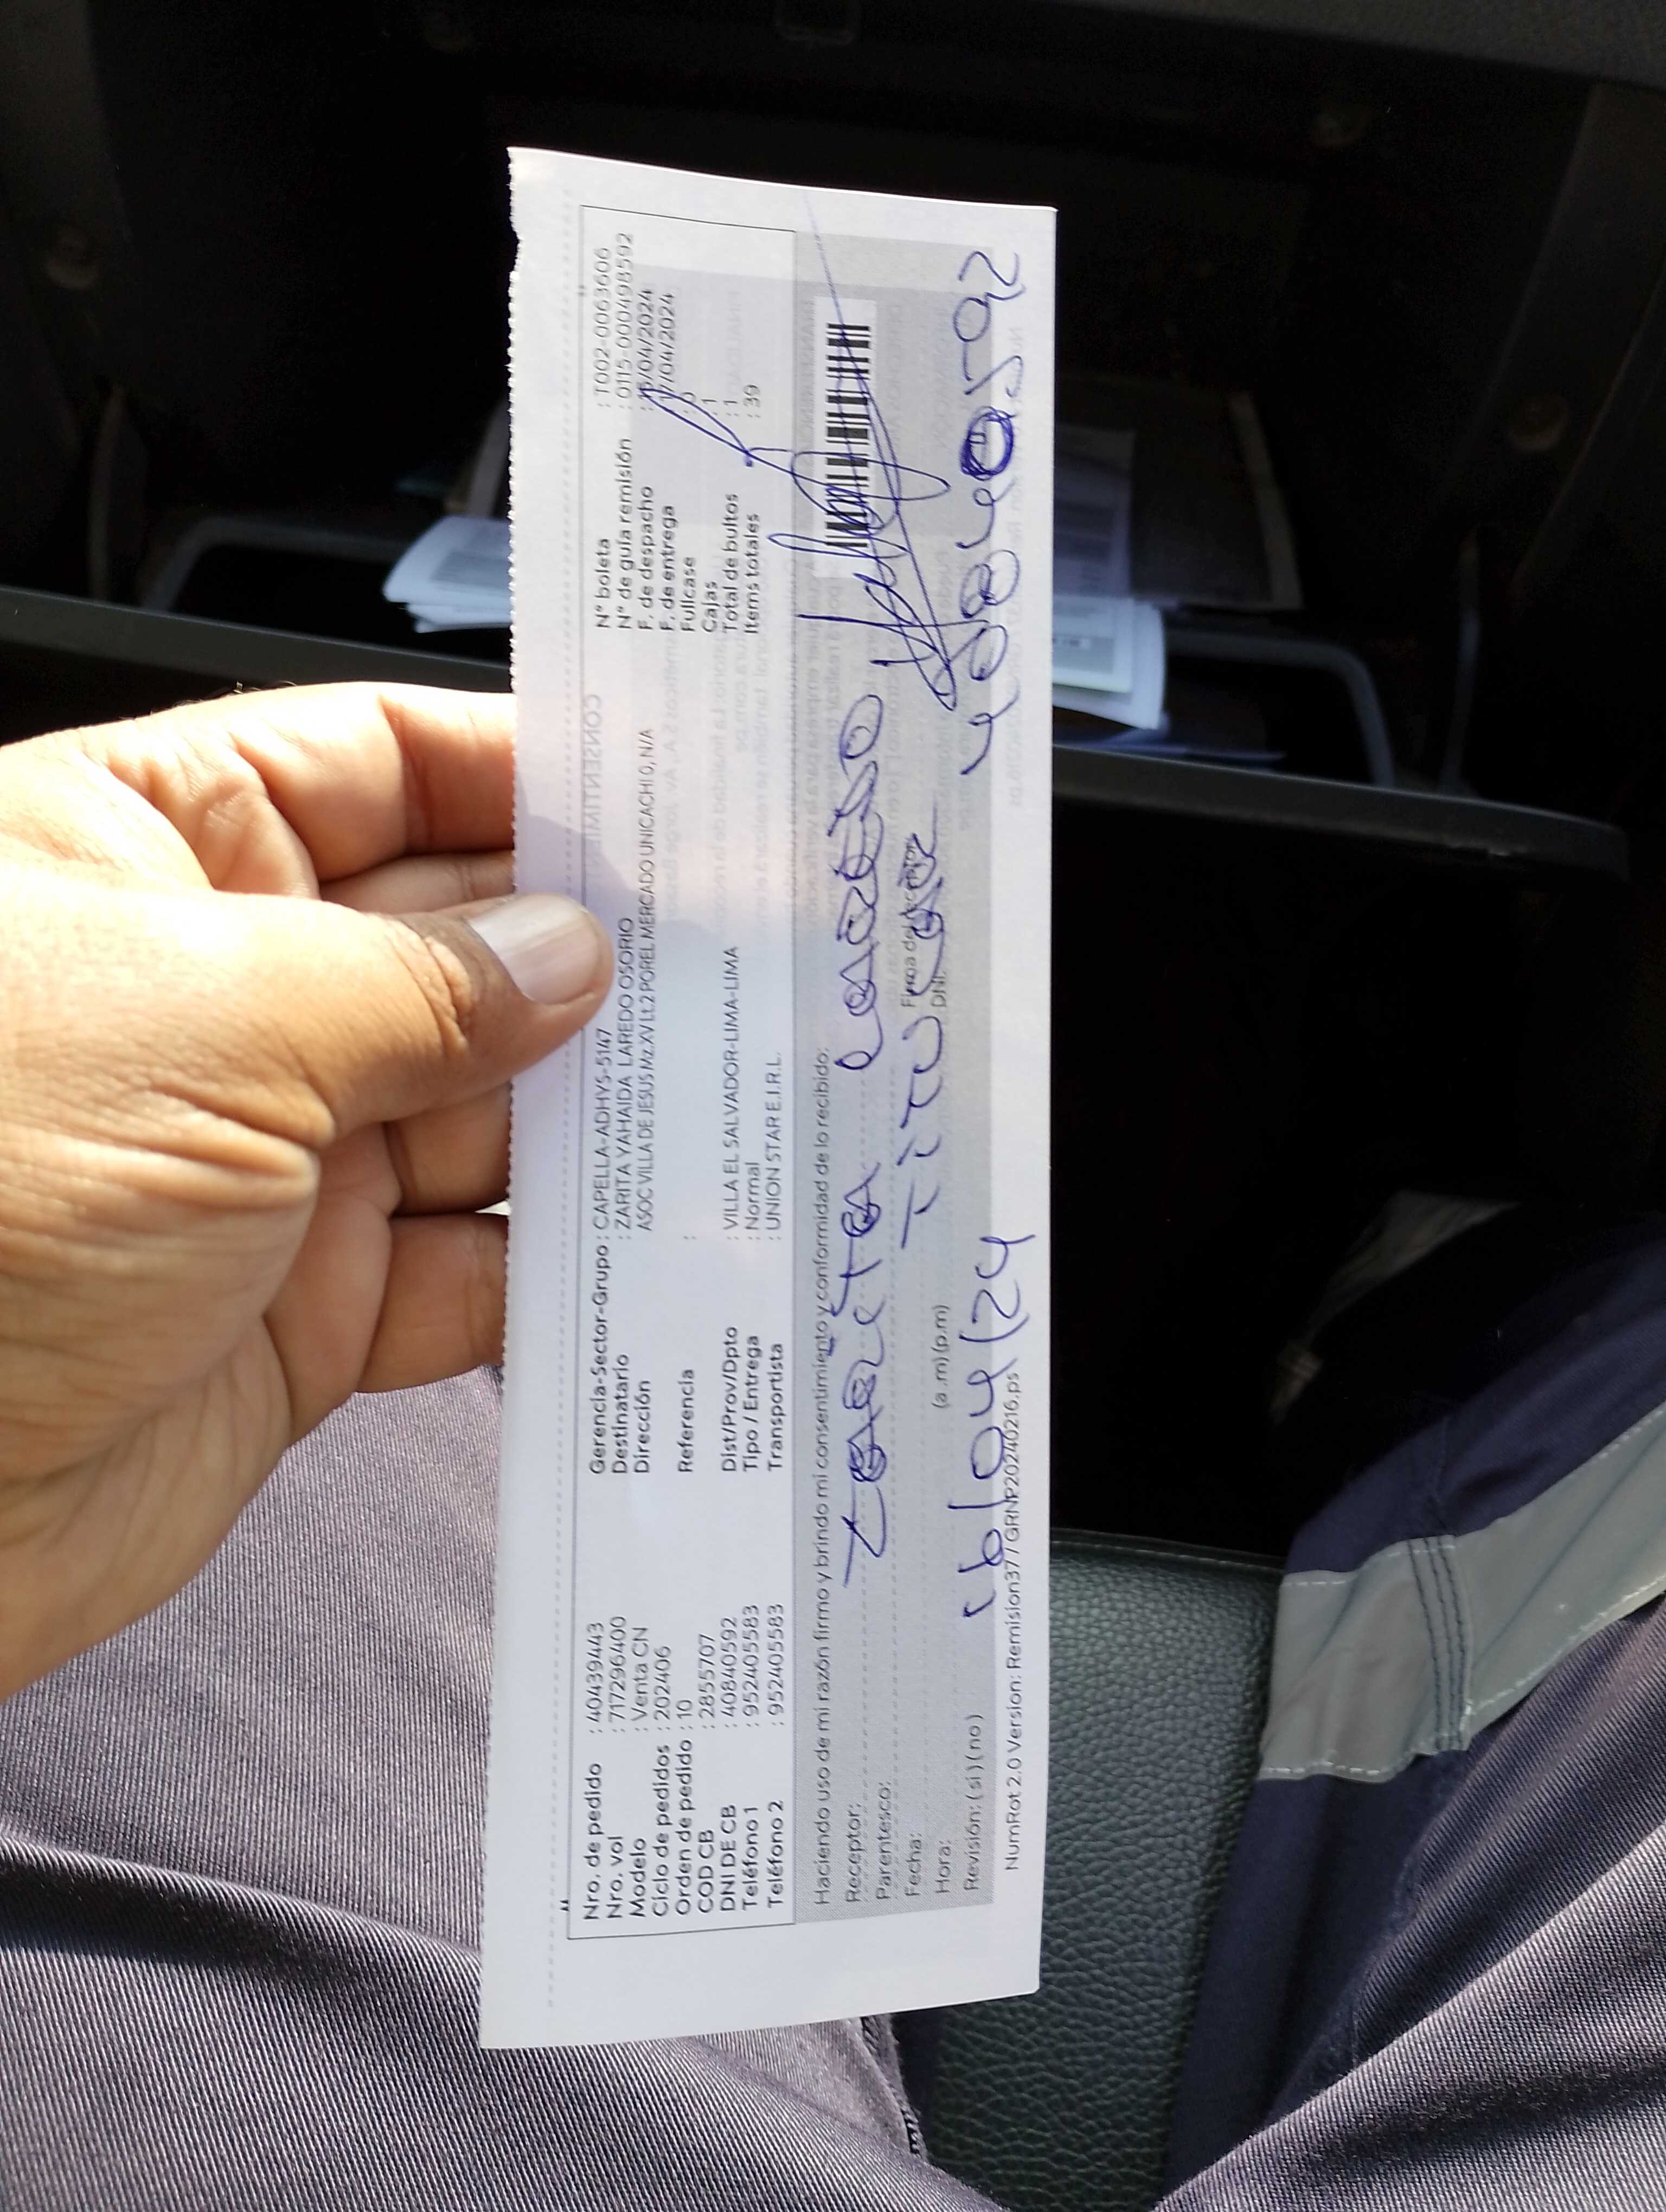 Nro. de pedido : 40439443
Nro. vol : 717296400
Modelo : Venta CN
Ciclo de pedidos : 202406
Orden de pedido : 10
COD CB : 2855707
DNI DE CB : 40840592
Teléfono 1 : 952405583
Teléfono 2 : 952405583
Gerencia-Sector-Grupo : CAPELLA-ADHYS-5147
Destinatario : ZARITA YAHAIDA LAREDO OSORIO
Dirección ASOC VILLA DE JESUS Mz.XV Lt.2 POR EL MERCADO UNICACHI 0, N/A
Referencia :
Dist/Prov/Dpto : VILLA EL SALVADOR-LIMA-LIMA
Tipo / Entrega : Normal
Transportista : UNION STAR E.I.R.L.
N° boleta : T002-0063606
N° de guía remisión : 0115-000498592
F. de despacho /04/2024
F. de entrega /04/2024
Fullcase
Cajas : 1
Total de bultos : 1
Items totales : 39
Haciendo uso de mi razón firmo y brindo mi consentimiento y conformidad de lo recibido:
Receptor: Zarita Laredo
Parentesco: Titular
Fecha: 16/04/24
Hora: (a.m) (p.m)
Revisión: ( si ) ( no )
Firma del receptor
DNI: 40840592
NumRot 2.0 Version: Remision377 GRNP20240216.ps